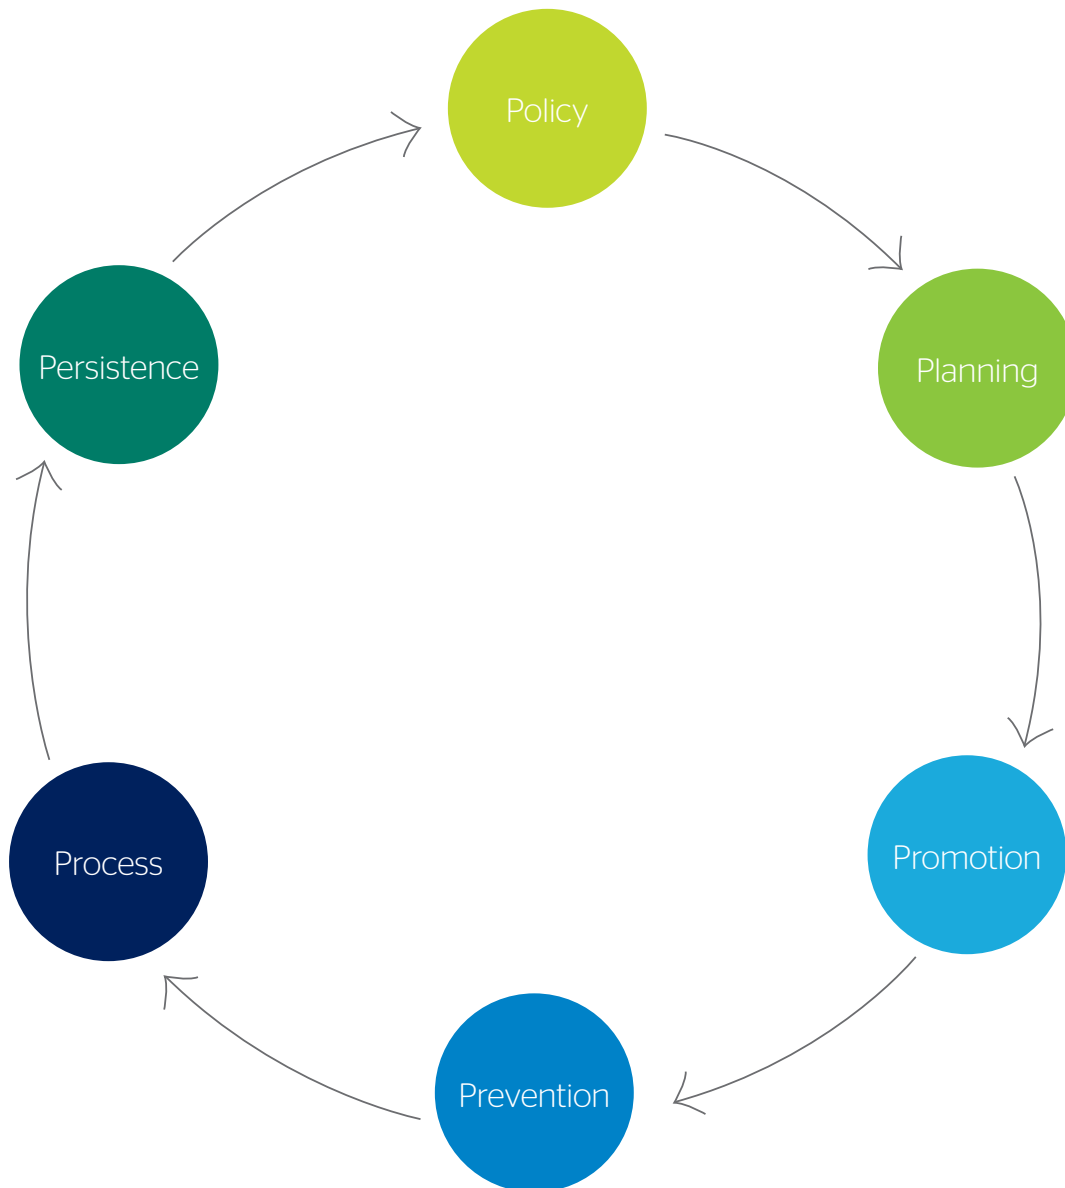 Policy
Planning
Promotion
Prevention
Process
Persistence